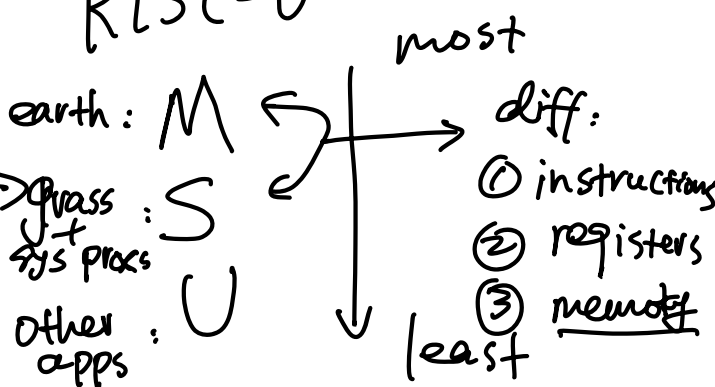 RISC-V
most
earth : M
diff:
① instructions
grass : S
+
sys procs
② registers
U
③ memory
other :
apps
least